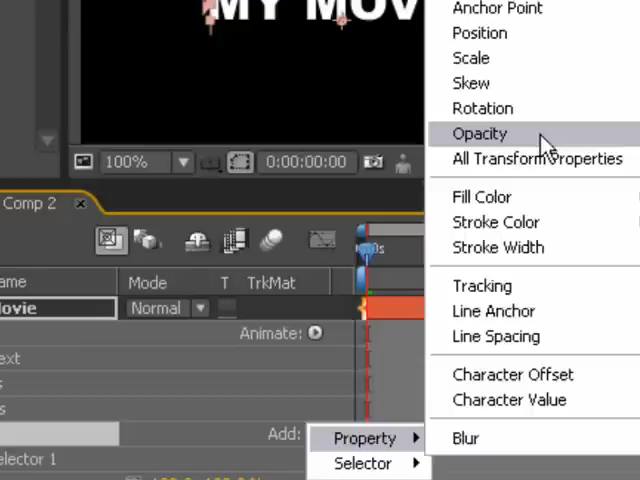 MY MOV
Anchor Point
Position
Scale
Skew
Rotation
Opacity
All Transform Properties
Fill Color
Stroke Color
Stroke Width
Tracking
Line Anchor
Line Spacing
Character Offset
Character Value
Blur
100%
0:00:00:00
Comp 2
0s
ame
Mode
T
TrkMat
ovie
Normal
Animate:
ext
s
s
Add:
Property
Selector
elector 1